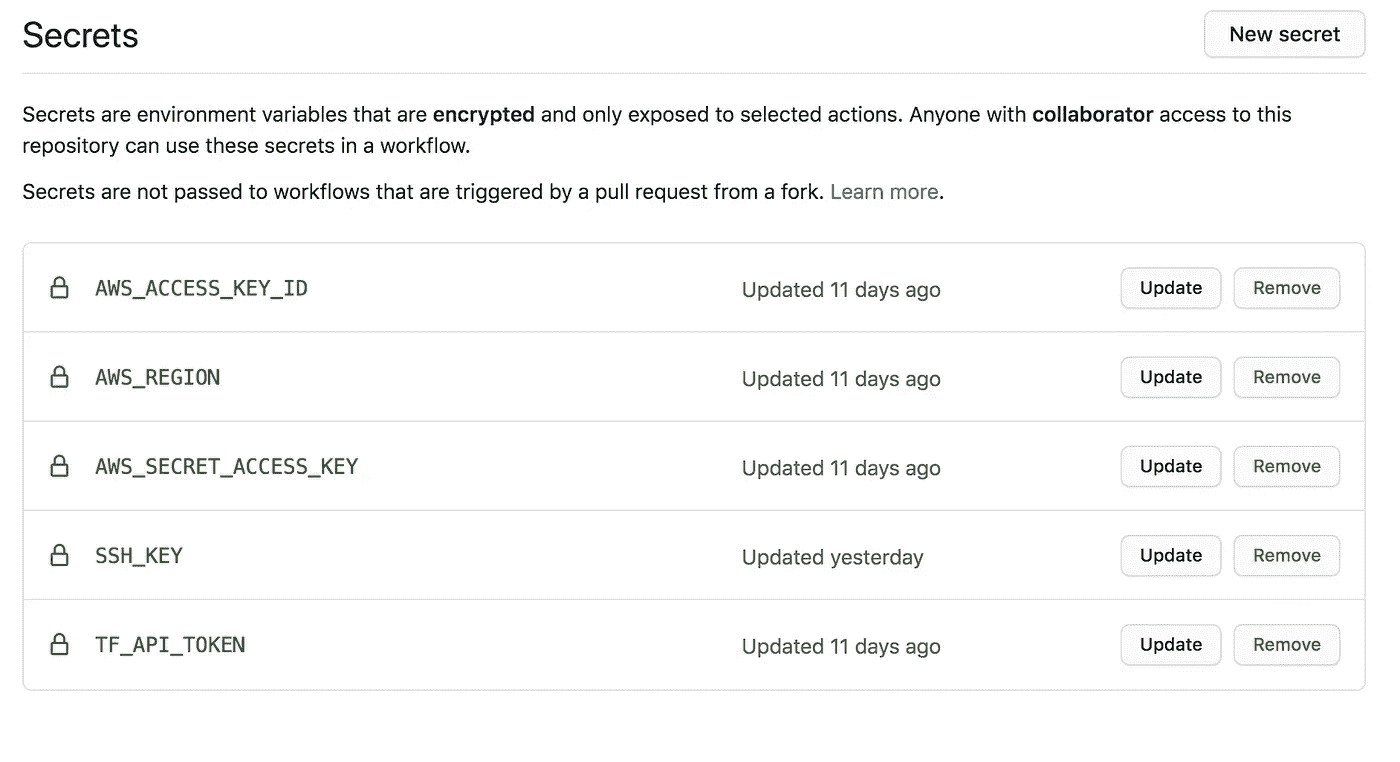 Secrets
New secret
Secrets are environment variables that are encrypted and only exposed to selected actions. Anyone with collaborator access to this
repository can use these secrets in a workflow.
Secrets are not passed to workflows that are triggered by a pull request from a fork. Learn more.
AWS_ACCESS_KEY_ID Updated 11 days ago Update Remove
AWS_REGION Updated 11 days ago Update Remove
AWS_SECRET_ACCESS_KEY Updated 11 days ago Update Remove
SSH_KEY Updated yesterday Update Remove
TF_API_TOKEN Updated 11 days ago Update Remove